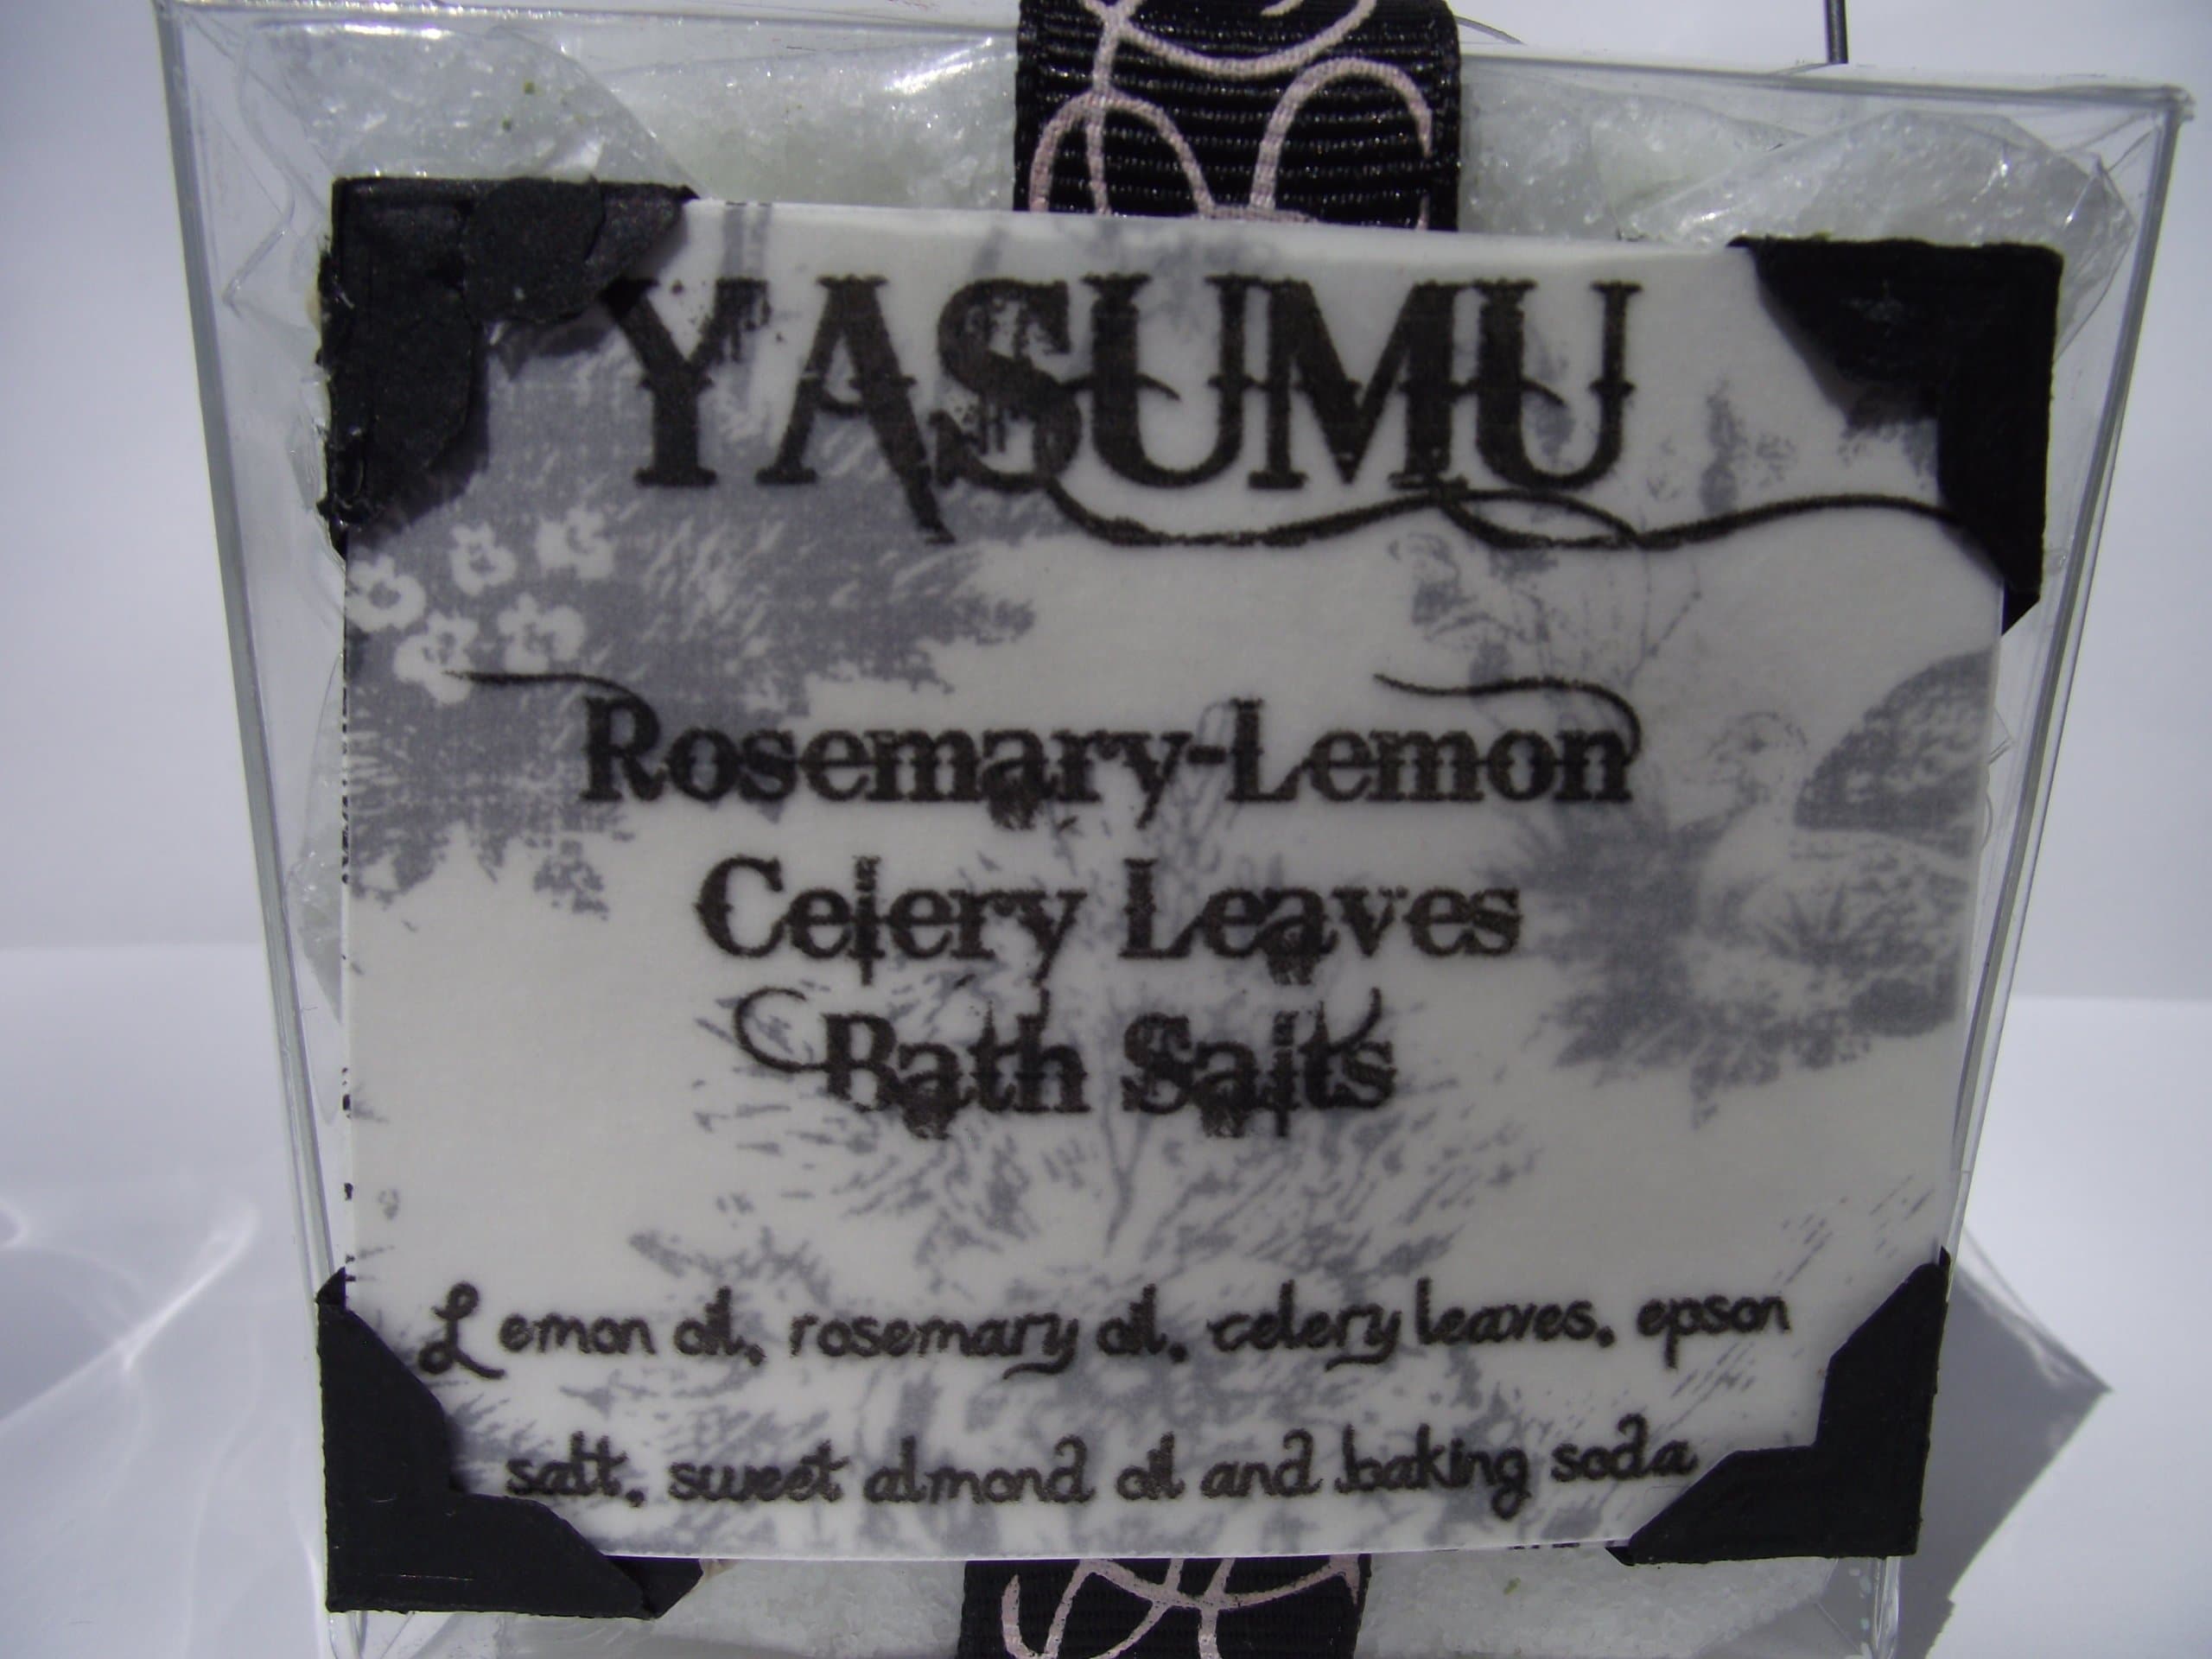 YASUMU
Rosemary-Lemon
Celery Leaves
Bath Salts
Lemon oil, rosemary oil, celery leaves, epson
salt, sweet almond oil and baking soda